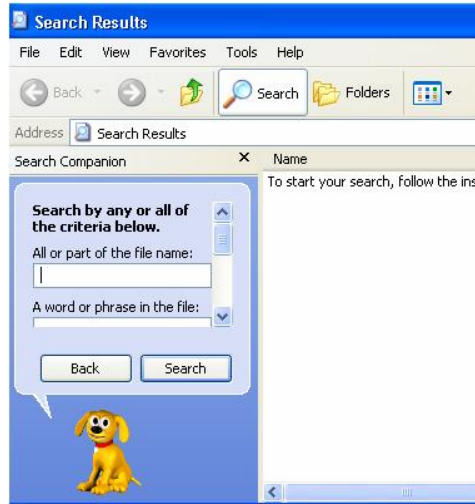 Search Results
File Edit View Favorites Tools Help
Back Search Folders
Address Search Results
Search Companion Name
To start your search, follow the
Search by any or all of
the criteria below.
All or part of the file name:
A word or phrase in the file:
Back Search